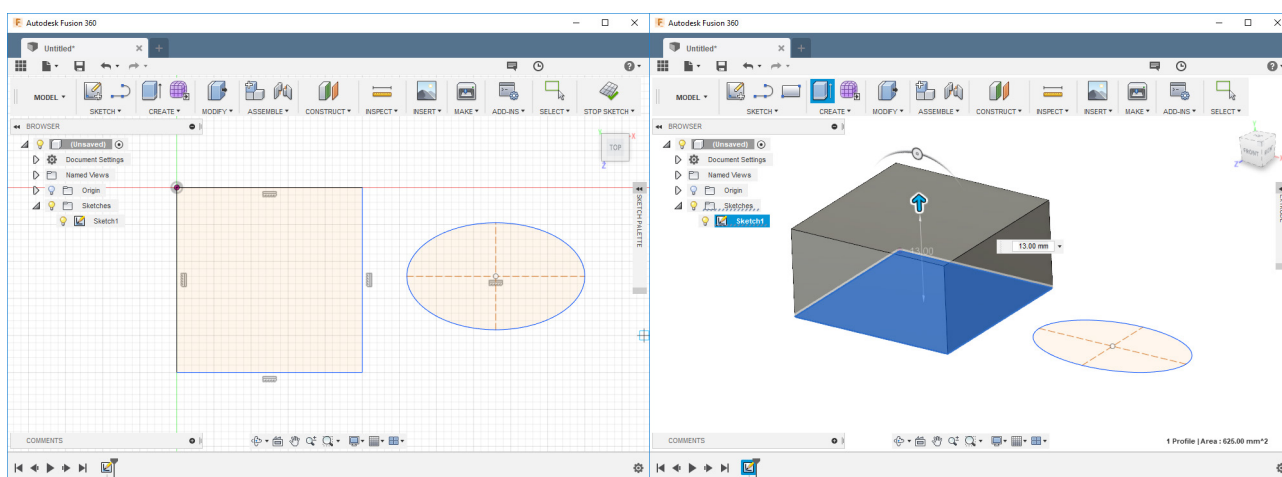 Autodesk Fusion 360
Untitled*
MODEL
SKETCH
CREATE
MODIFY
ASSEMBLE
CONSTRUCT
INSPECT
INSERT
MAKE
ADD-INS
SELECT
STOP SKETCH
BROWSER
(Unsaved)
Document Settings
Named Views
Origin
Sketches
Sketch1
TOP
X
Z
SKETCH PALETTE
COMMENTS
Autodesk Fusion 360
Untitled*
MODEL
SKETCH
CREATE
MODIFY
ASSEMBLE
CONSTRUCT
INSPECT
INSERT
MAKE
ADD-INS
SELECT
BROWSER
(Unsaved)
Document Settings
Named Views
Origin
Sketches
Sketch1
FRONT
Z
X
13.00
13.00 mm
COMMENTS
1 Profile | Area : 625.00 mm^2